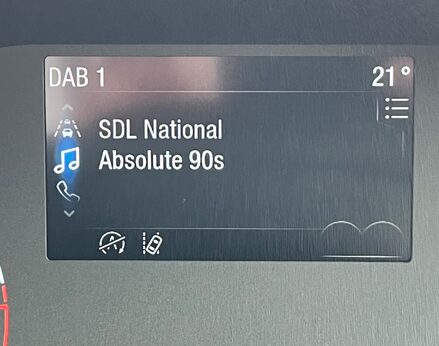 DAB 1
21°
SDL National
Absolute 90s